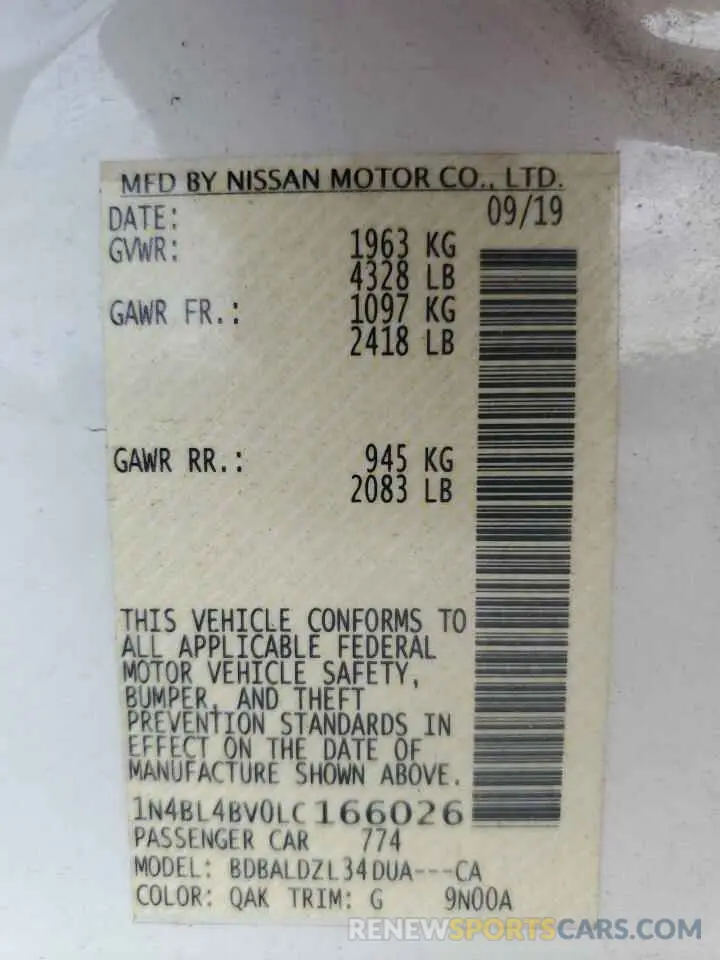 MFD BY NISSAN MOTOR CO., LTD.
DATE: 09/19
GVWR: 1963 KG
4328 LB
GAWR FR.: 1097 KG
2418 LB
GAWR RR.: 945 KG
2083 LB
THIS VEHICLE CONFORMS TO
ALL APPLICABLE FEDERAL
MOTOR VEHICLE SAFETY,
BUMPER, AND THEFT
PREVENTION STANDARDS IN
EFFECT ON THE DATE OF
MANUFACTURE SHOWN ABOVE.
1N4BL4BV0LC166026
PASSENGER CAR 774
MODEL: BDBALDZL34DUA---CA
COLOR: QAK TRIM: G 9N00A
RENEWSPORTSCARS.COM